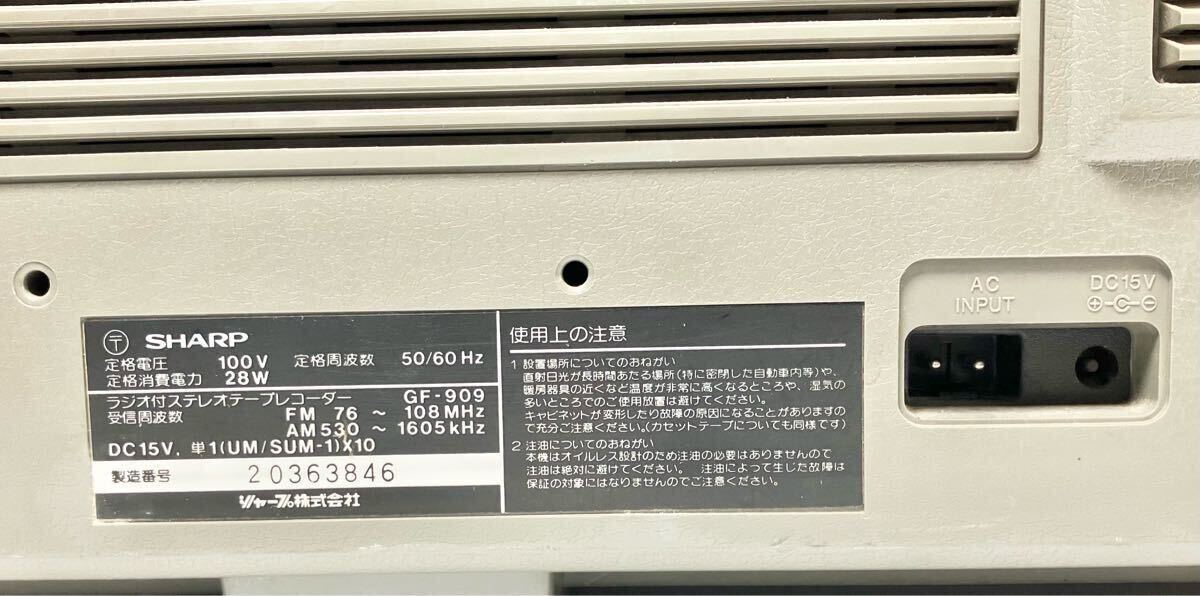 〒 SHARP
定格電圧 100V 定格周波数 50/60Hz
定格消費電力 28W
ラジオ付ステレオテープレコーダー GF-909
受信周波数 FM 76 ～ 108MHz
AM 530 ～ 1605kHz
DC15V, 単1(UM/SUM-1)X10
製造番号 20363846
シャープ株式会社
使用上の注意
1 設置場所についてのおねがい
直射日光が長時間あたる場所(特に密閉した自動車内等)や、
暖房器具の近くなど温度が非常に高くなるところや、湿気の
多いところでのご使用放置は避けてください。
キャビネットが変形したり故障の原因になることがありますの
で充分ご注意ください。(カセットテープについても同様です)
2 注油についてのおねがい
本機はオイルレス設計のため注油の必要はありませんので
注油は絶対に避けてください。 注油によって生じた故障は
保証の対象にはなりませんのでご注意ください。
AC
INPUT
DC15V
⊕-C-⊖